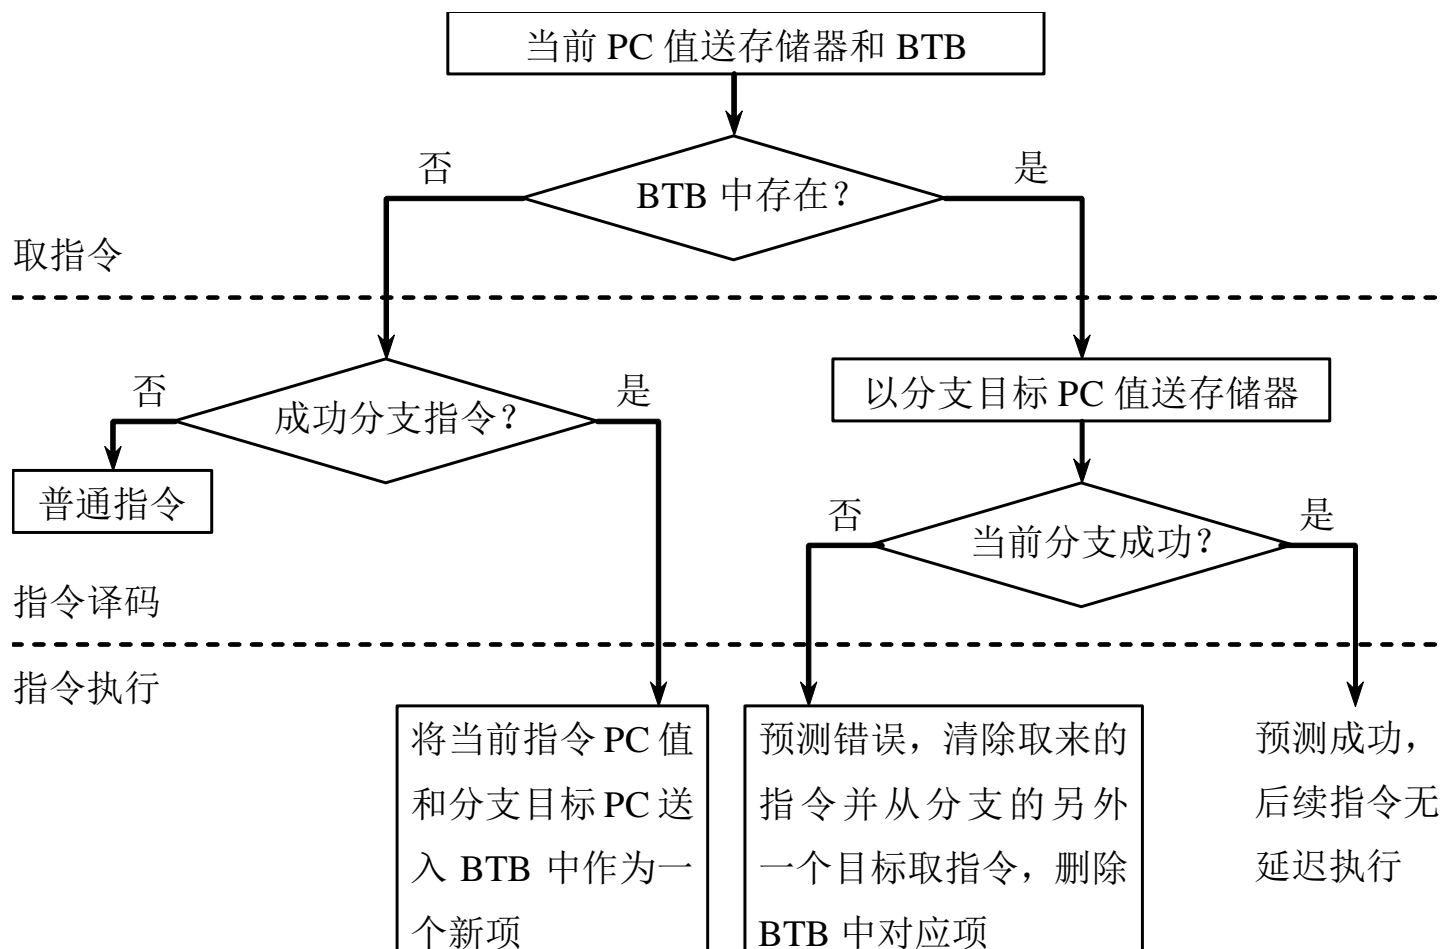 当前 PC 值送存储器和 BTB
否
是
BTB 中存在？
取指令
否
是
成功分支指令？
以分支目标 PC 值送存储器
普通指令
否
是
当前分支成功？
指令译码
指令执行
将当前指令 PC 值
和分支目标 PC 送
入 BTB 中作为一
个新项
预测错误，清除取来的
指令并从分支的另外
一个目标取指令，删除
BTB 中对应项
预测成功，
后续指令无
延迟执行